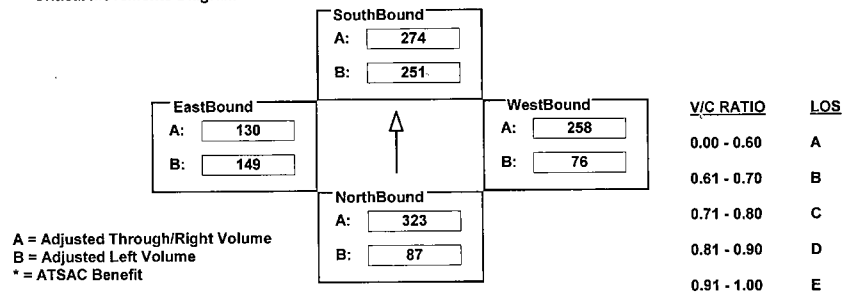 SouthBound
A: 274
B: 251
EastBound
A: 130
B: 149
WestBound
A: 258
B: 76
NorthBound
A: 323
B: 87
A = Adjusted Through/Right Volume
B = Adjusted Left Volume
* = ATSAC Benefit
V/C RATIO LOS
0.00 - 0.60 A
0.61 - 0.70 B
0.71 - 0.80 C
0.81 - 0.90 D
0.91 - 1.00 E